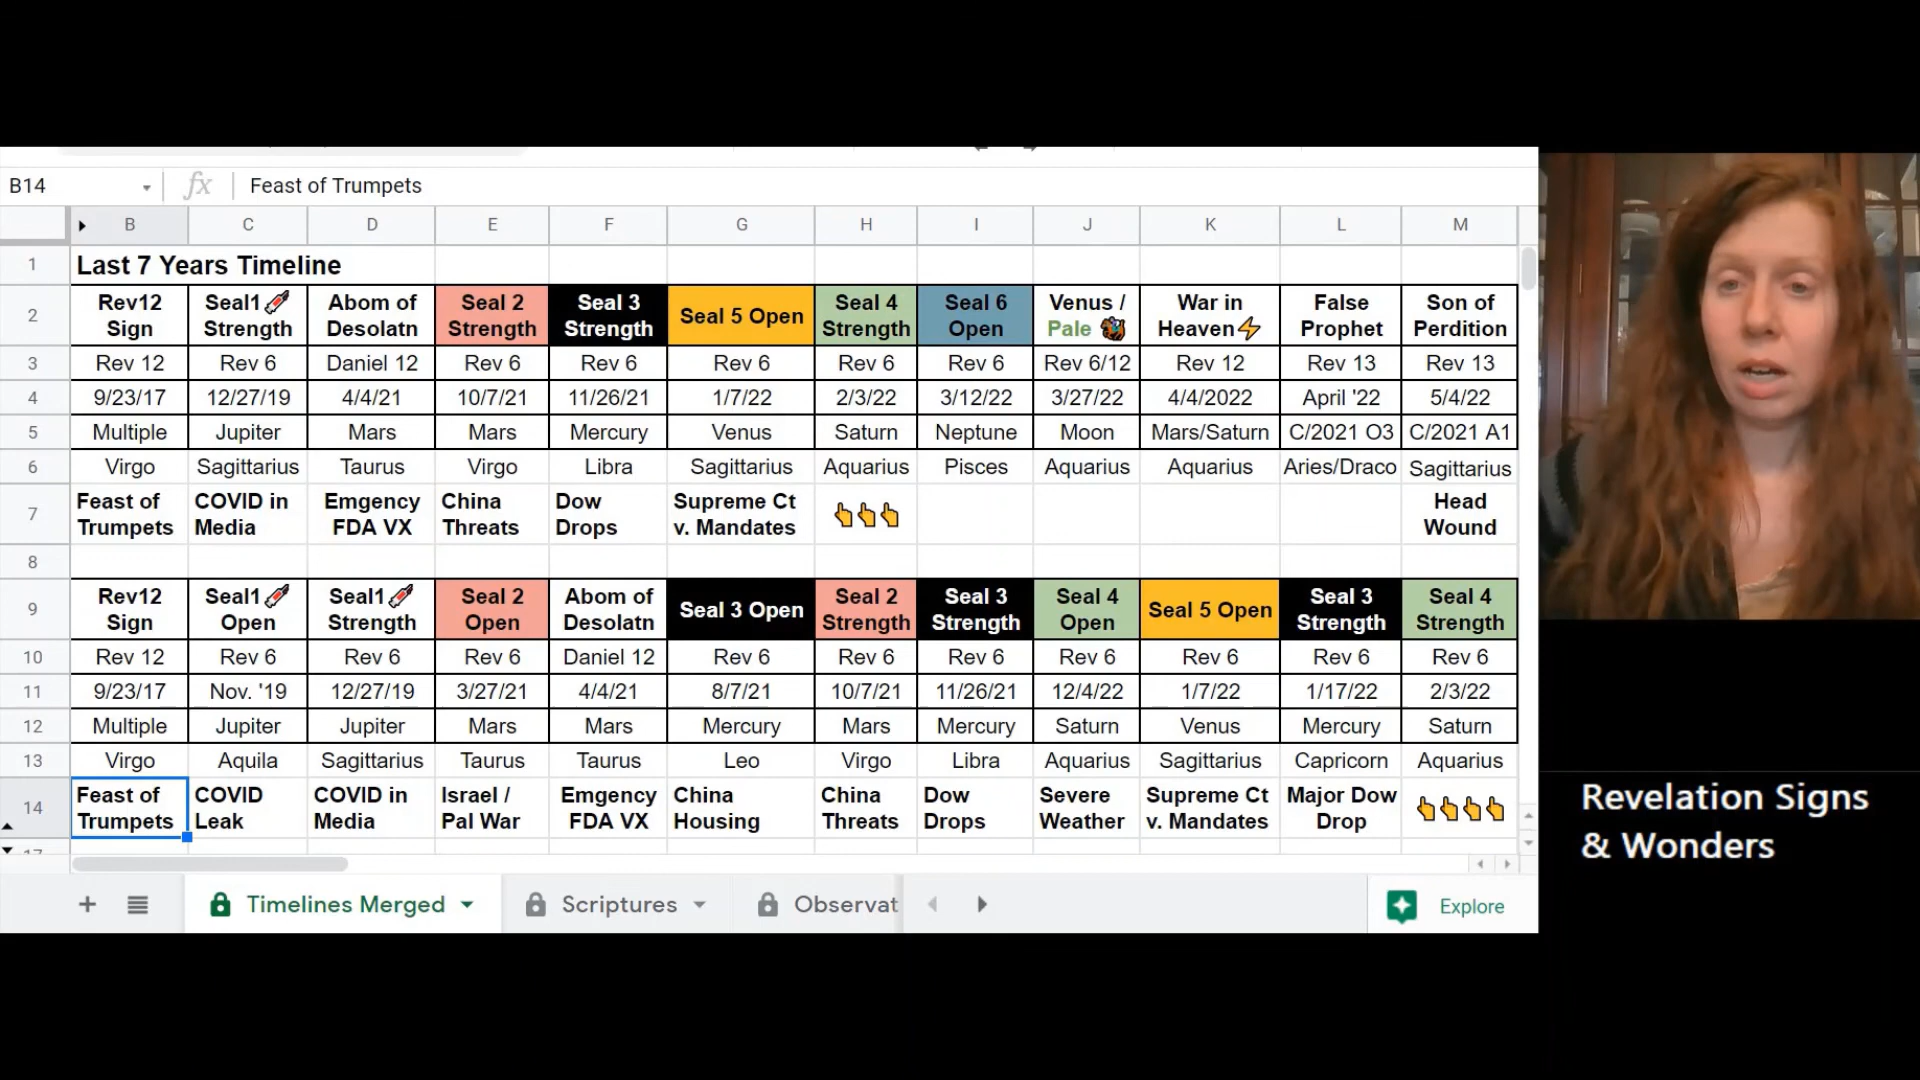 B14 fx Feast of Trumpets
B C D E F G H I J K L M
1 Last 7 Years Timeline
2 Rev12 Sign Seal1 Strength Abom of Desolatn Seal 2 Strength Seal 3 Strength Seal 5 Open Seal 4 Strength Seal 6 Open Venus / Pale War in Heaven⚡ False Prophet Son of Perdition
3 Rev 12 Rev 6 Daniel 12 Rev 6 Rev 6 Rev 6 Rev 6 Rev 6 Rev 6/12 Rev 12 Rev 13 Rev 13
4 9/23/17 12/27/19 4/4/21 10/7/21 11/26/21 1/7/22 2/3/22 3/12/22 3/27/22 4/4/2022 April '22 5/4/22
5 Multiple Jupiter Mars Mars Mercury Venus Saturn Neptune Moon Mars/Saturn C/2021 O3 C/2021 A1
6 Virgo Sagittarius Taurus Virgo Libra Sagittarius Aquarius Pisces Aquarius Aquarius Aries/Draco Sagittarius
7 Feast of Trumpets COVID in Media Emgency FDA VX China Threats Dow Drops Supreme Ct v. Mandates 👆👆👆 Head Wound
8
9 Rev12 Sign Seal1 Open Seal1 Strength Seal 2 Open Abom of Desolatn Seal 3 Open Seal 2 Strength Seal 3 Strength Seal 4 Open Seal 5 Open Seal 3 Strength Seal 4 Strength
10 Rev 12 Rev 6 Rev 6 Rev 6 Daniel 12 Rev 6 Rev 6 Rev 6 Rev 6 Rev 6 Rev 6 Rev 6
11 9/23/17 Nov. '19 12/27/19 3/27/21 4/4/21 8/7/21 10/7/21 11/26/21 12/4/22 1/7/22 1/17/22 2/3/22
12 Multiple Jupiter Jupiter Mars Mars Mercury Mars Mercury Saturn Venus Mercury Saturn
13 Virgo Aquila Sagittarius Taurus Taurus Leo Virgo Libra Aquarius Sagittarius Capricorn Aquarius
14 Feast of Trumpets COVID Leak COVID in Media Israel / Pal War Emgency FDA VX China Housing China Threats Dow Drops Severe Weather Supreme Ct v. Mandates Major Dow Drop 👆👆👆👆
Timelines Merged Scriptures Observat Explore
Revelation Signs
& Wonders